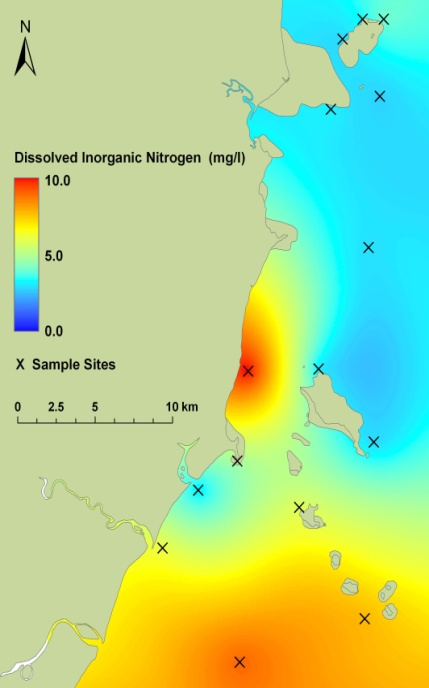 N
Dissolved Inorganic Nitrogen (mg/l)
10.0
5.0
0.0
X Sample Sites
0 2.5 5 10 km